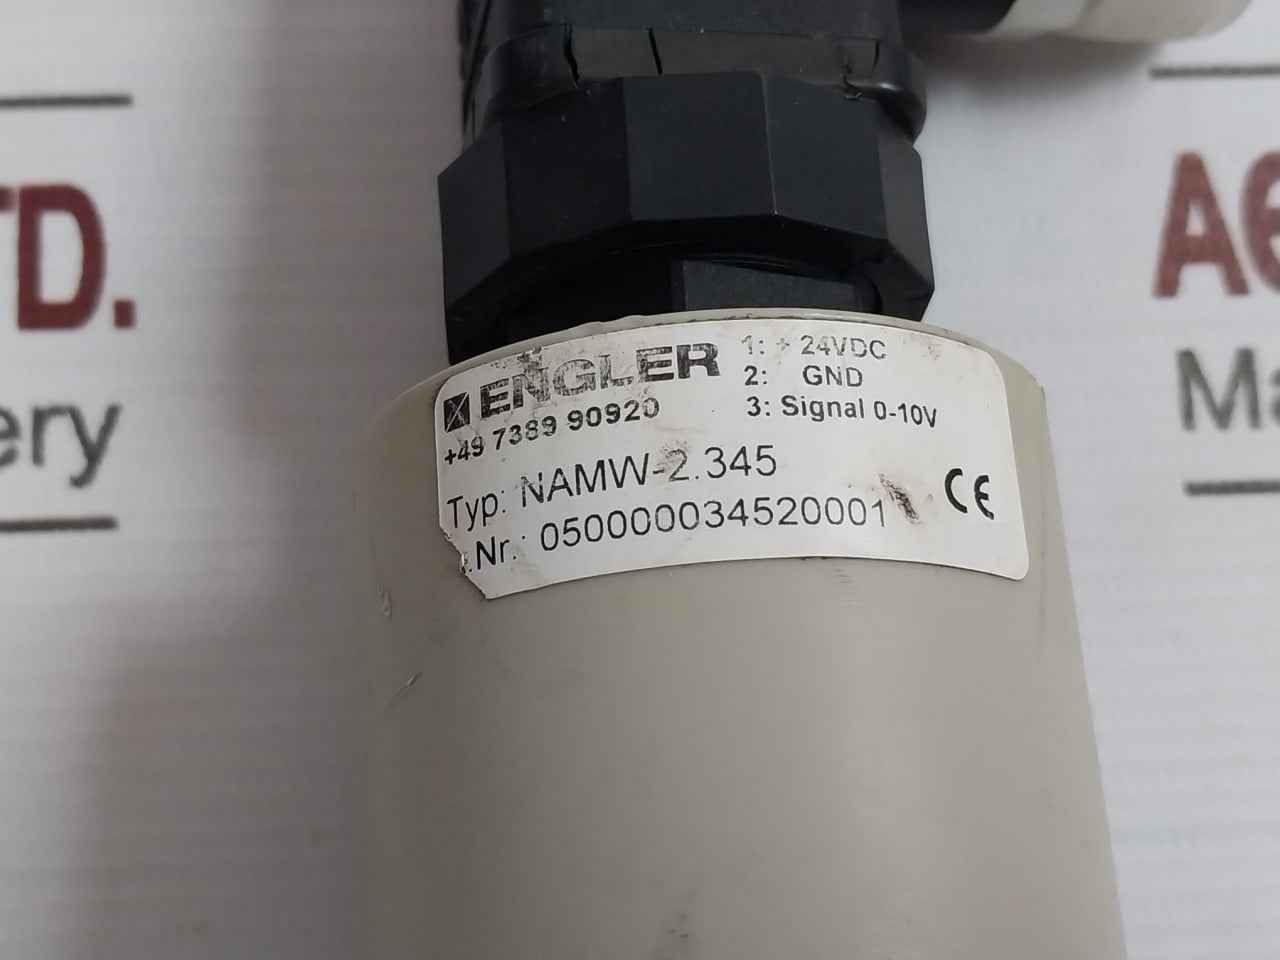 ENGLER
+49 7389 90920
1: + 24VDC
2: GND
3: Signal 0-10V
Typ: NAMW-2.345
.Nr.: 050000034520001
CE
TD.
ery
Ae
Ma